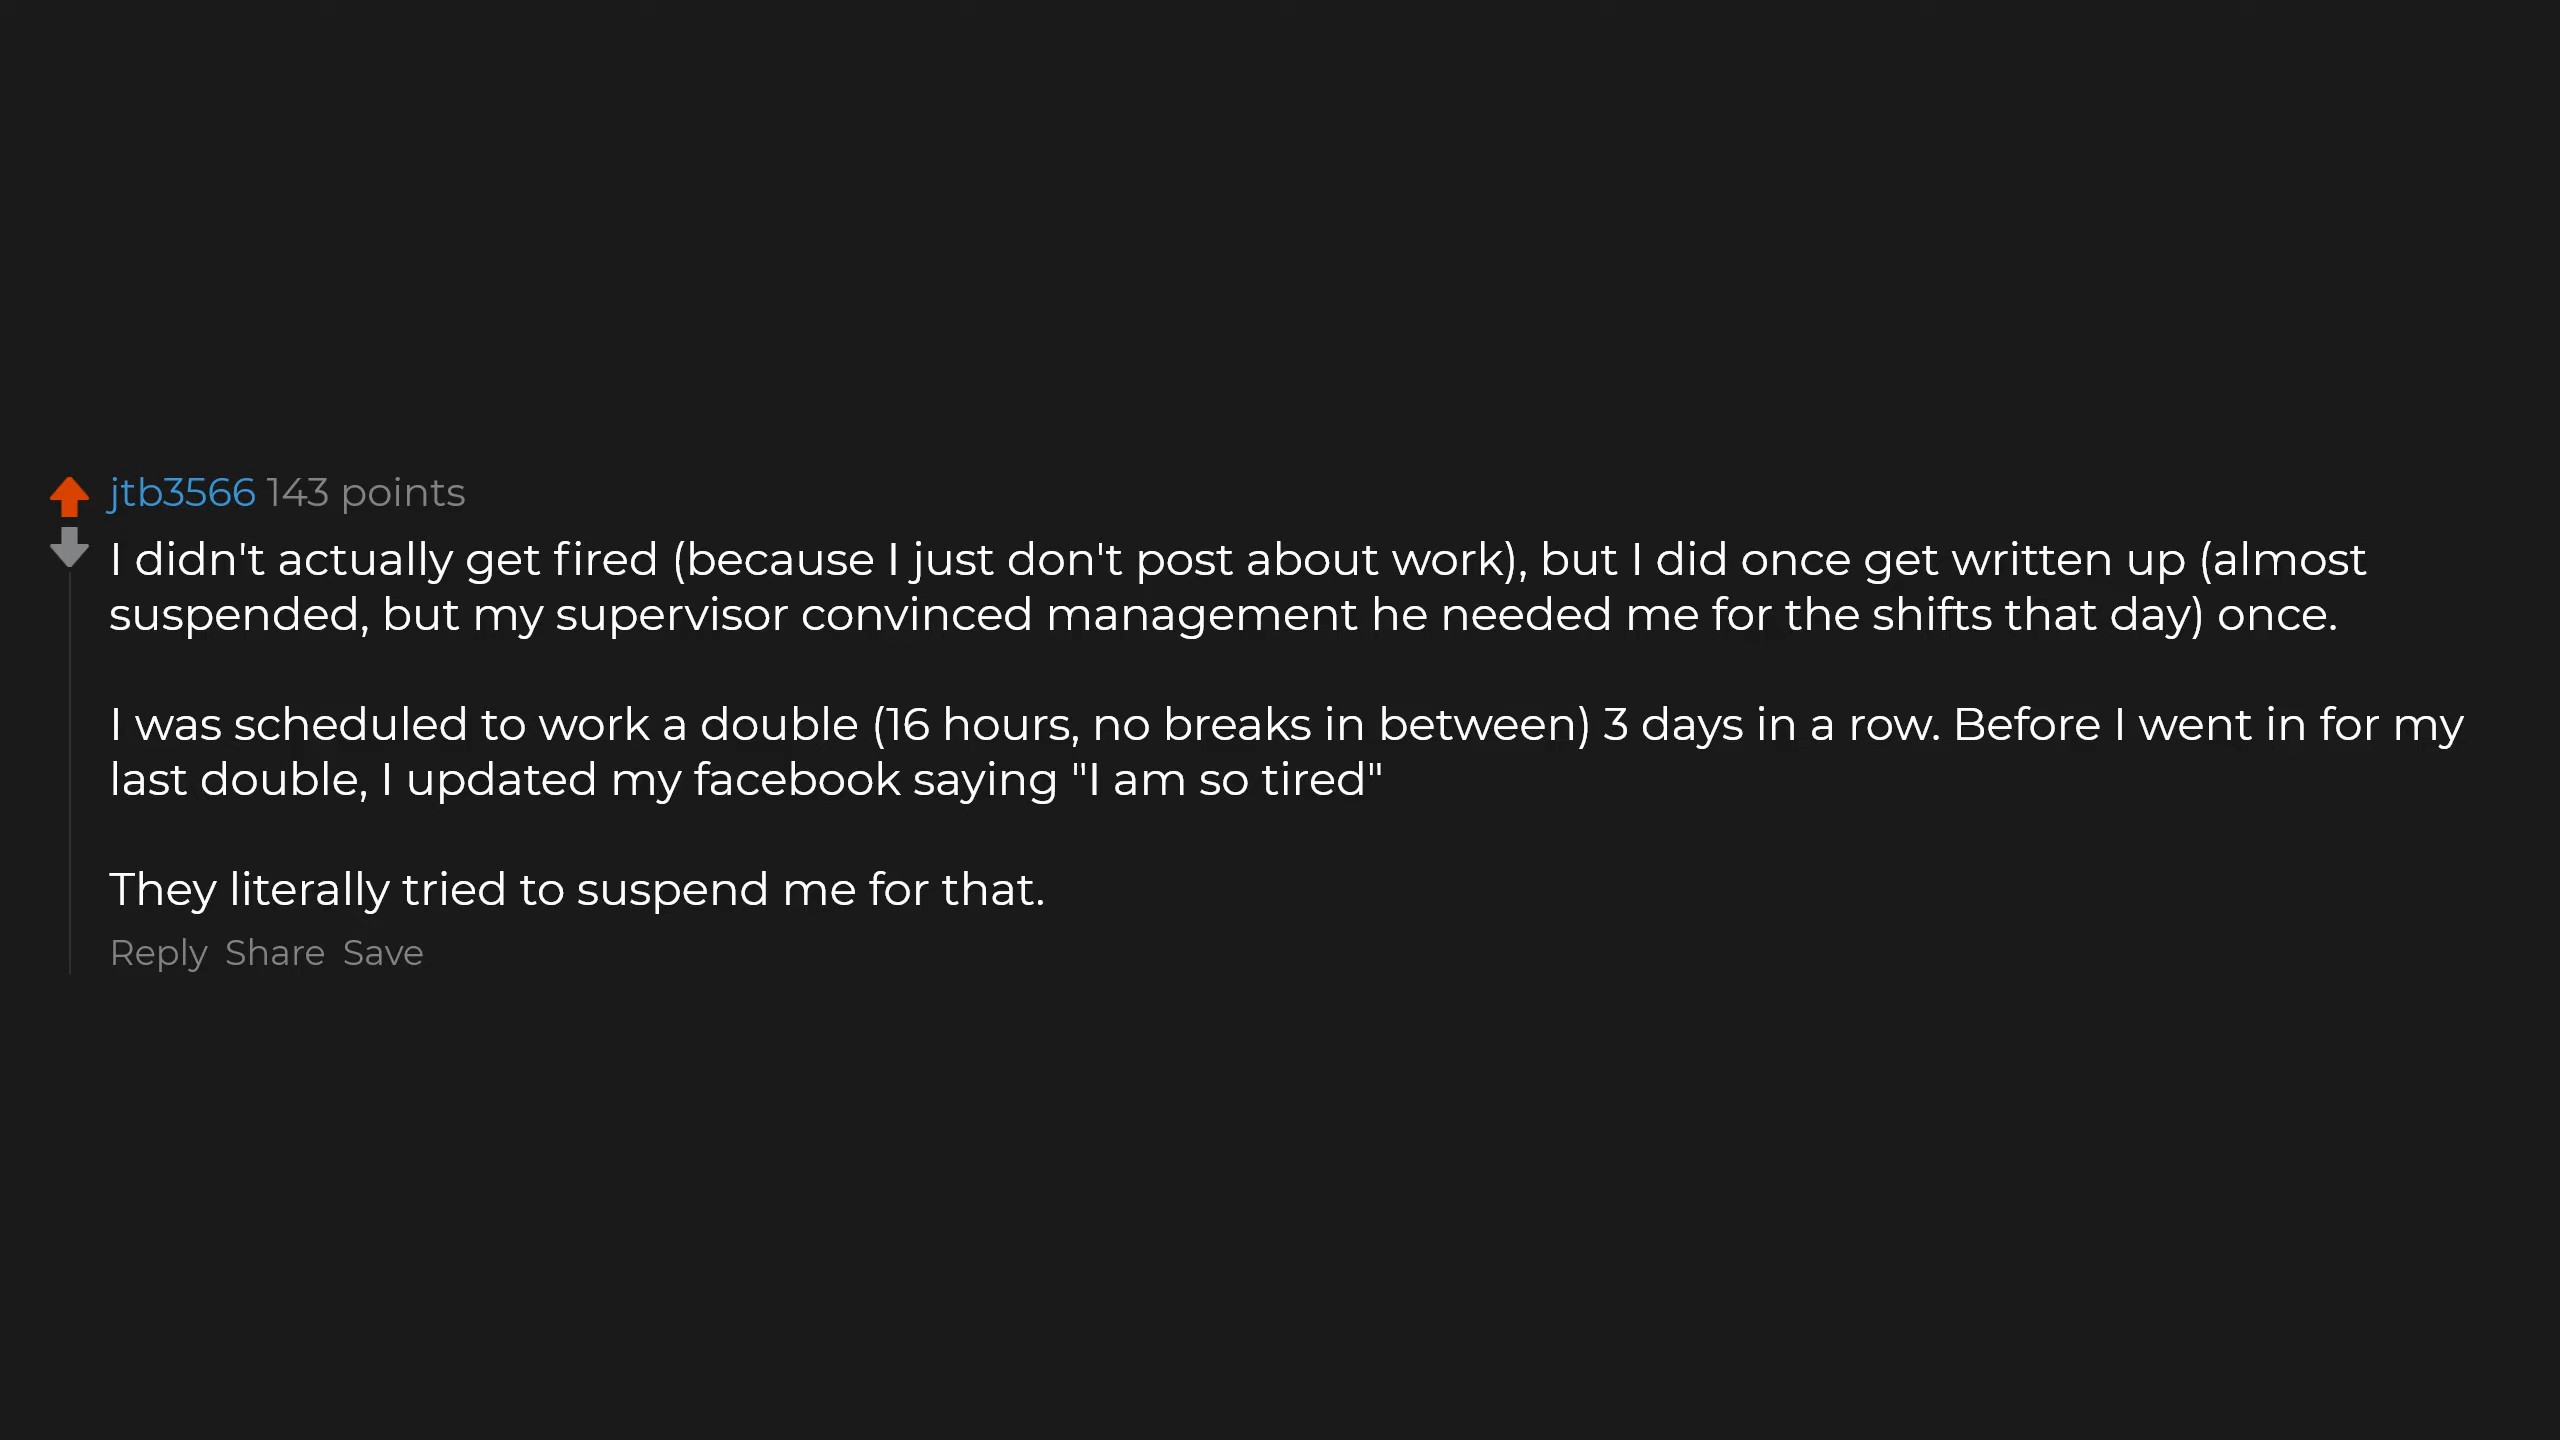 jtb3566 143 points
I didn't actually get fired (because I just don't post about work), but I did once get written up (almost
suspended, but my supervisor convinced management he needed me for the shifts that day) once.
I was scheduled to work a double (16 hours, no breaks in between) 3 days in a row. Before I went in for my
last double, I updated my facebook saying "I am so tired"
They literally tried to suspend me for that.
Reply Share Save